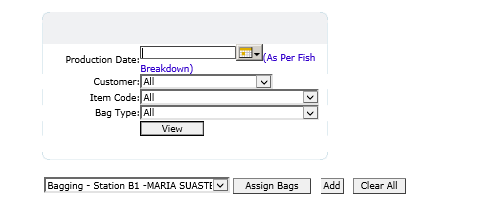 Production Date: (As Per Fish
Breakdown)
Customer: All
Item Code: All
Bag Type: All
View
Bagging - Station B1 -MARIA SUASTE Assign Bags Add Clear All